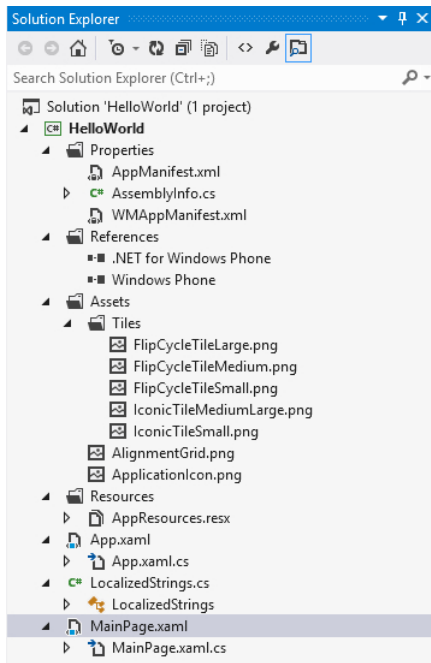 Solution Explorer
Search Solution Explorer (Ctrl+;)
Solution 'HelloWorld' (1 project)
C# HelloWorld
Properties
AppManifest.xml
C# AssemblyInfo.cs
WMAppManifest.xml
References
.NET for Windows Phone
Windows Phone
Assets
Tiles
FlipCycleTileLarge.png
FlipCycleTileMedium.png
FlipCycleTileSmall.png
IconicTileMediumLarge.png
IconicTileSmall.png
AlignmentGrid.png
ApplicationIcon.png
Resources
AppResources.resx
App.xaml
App.xaml.cs
C# LocalizedStrings.cs
LocalizedStrings
MainPage.xaml
MainPage.xaml.cs